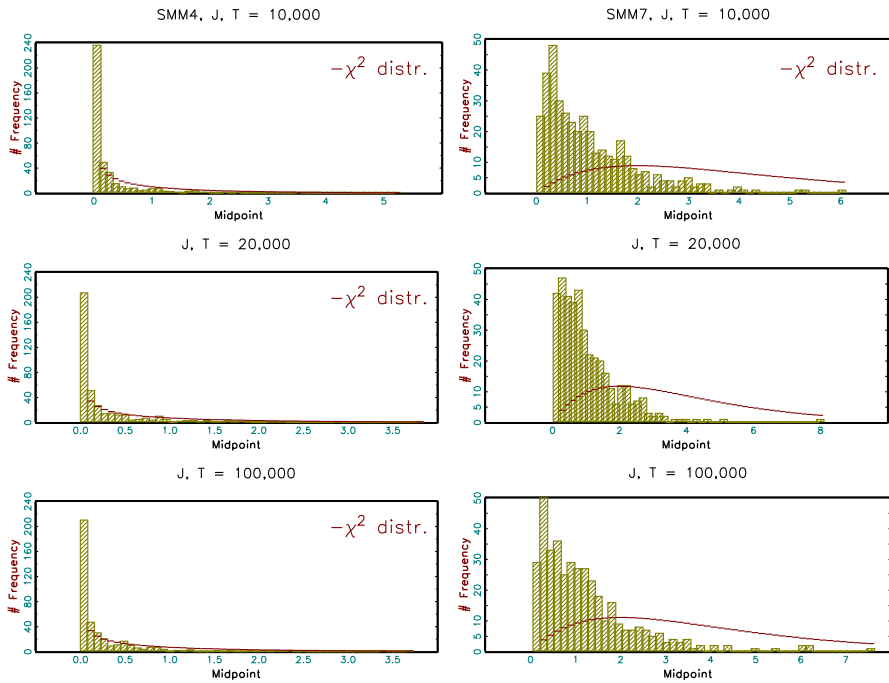 SMM4, J, T = 10,000
# Frequency
0 40 80 120 160 200 240
−χ² distr.
0 1 2 3 4 5
Midpoint
SMM7, J, T = 10,000
# Frequency
0 5 10 20 30 40 50
−χ² distr.
0 1 2 3 4 5 6
Midpoint
J, T = 20,000
# Frequency
0 40 80 120 160 200 240
−χ² distr.
0.0 0.5 1.0 1.5 2.0 2.5 3.0 3.5
Midpoint
J, T = 20,000
# Frequency
0 5 10 20 30 40 50
0 2 4 6 8
Midpoint
J, T = 100,000
# Frequency
0 40 80 120 160 200 240
−χ² distr.
0.0 0.5 1.0 1.5 2.0 2.5 3.0 3.5
Midpoint
J, T = 100,000
# Frequency
0 5 10 20 30 40 50
0 1 2 3 4 5 6 7
Midpoint